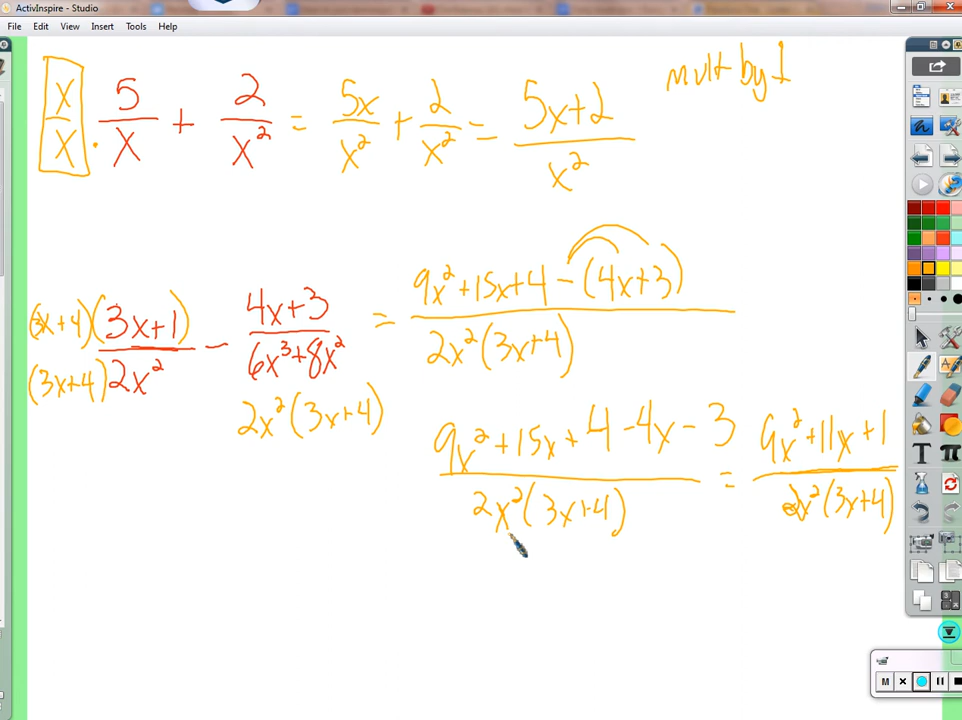 ActivInspire - Studio
File Edit View Insert Tools Help
mult by 1
x/x · 5/x + 2/x² = 5x/x² + 2/x² = 5x+2/x²
(3x+4)(3x+1)/(3x+4)2x² - 4x+3/6x³+8x² = 9x²+15x+4-(4x+3)/2x²(3x+4)
2x²(3x+4)
9x²+15x+4-4x-3/2x²(3x+4) = 9x²+11x+1/2x²(3x+4)
M